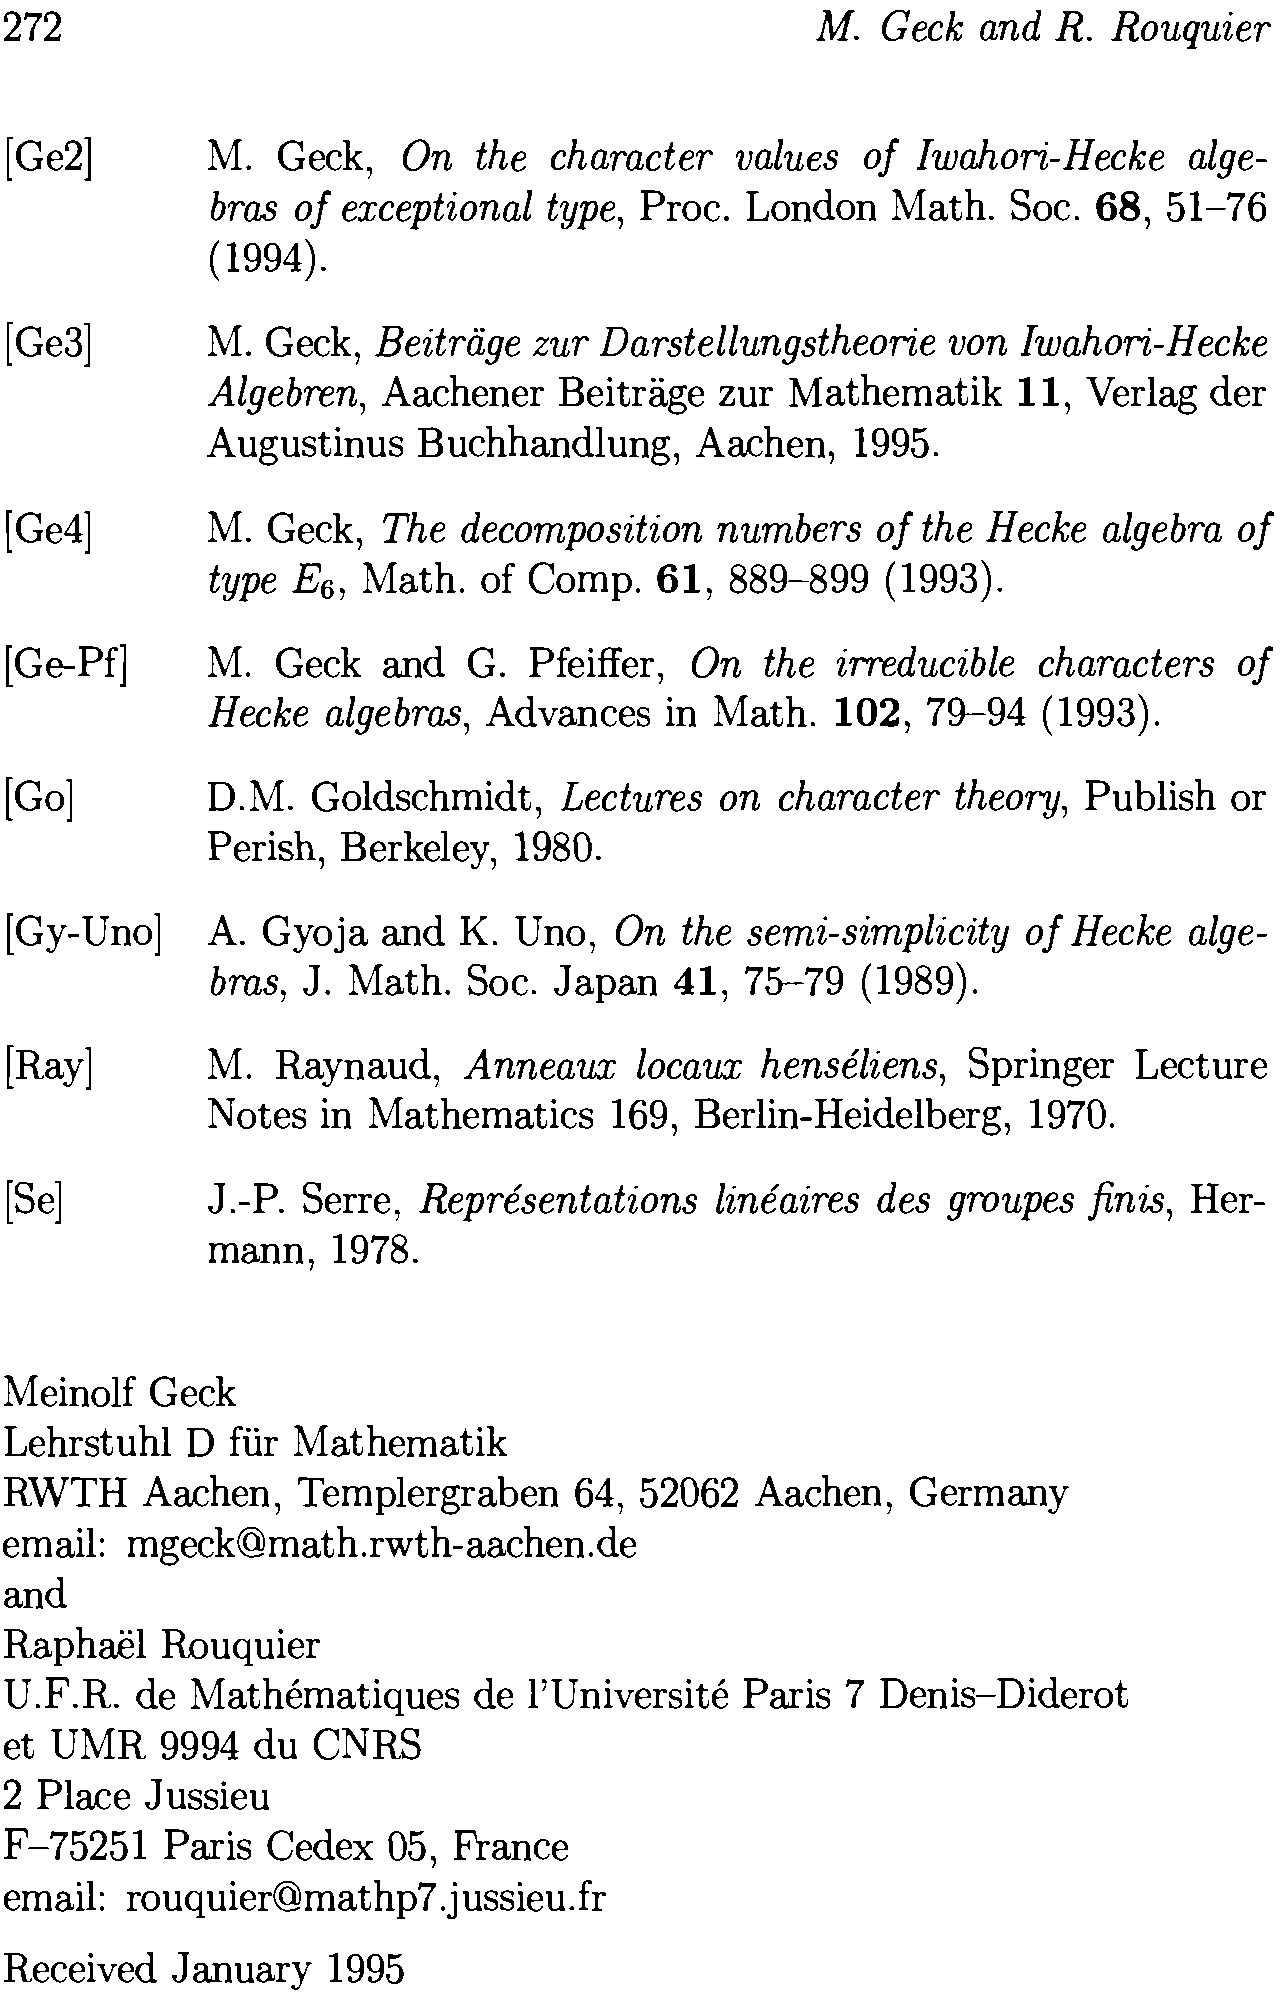 272 M. Geck and R. Rouquier
[Ge2] M. Geck, On the character values of Iwahori-Hecke alge-
bras of exceptional type, Proc. London Math. Soc. 68, 51–76
(1994).
[Ge3] M. Geck, Beiträge zur Darstellungstheorie von Iwahori-Hecke
Algebren, Aachener Beiträge zur Mathematik 11, Verlag der
Augustinus Buchhandlung, Aachen, 1995.
[Ge4] M. Geck, The decomposition numbers of the Hecke algebra of
type E₆, Math. of Comp. 61, 889–899 (1993).
[Ge-Pf] M. Geck and G. Pfeiffer, On the irreducible characters of
Hecke algebras, Advances in Math. 102, 79–94 (1993).
[Go] D.M. Goldschmidt, Lectures on character theory, Publish or
Perish, Berkeley, 1980.
[Gy-Uno] A. Gyoja and K. Uno, On the semi-simplicity of Hecke alge-
bras, J. Math. Soc. Japan 41, 75–79 (1989).
[Ray] M. Raynaud, Anneaux locaux henséliens, Springer Lecture
Notes in Mathematics 169, Berlin-Heidelberg, 1970.
[Se] J.-P. Serre, Représentations linéaires des groupes finis, Her-
mann, 1978.
Meinolf Geck
Lehrstuhl D für Mathematik
RWTH Aachen, Templergraben 64, 52062 Aachen, Germany
email: mgeck@math.rwth-aachen.de
and
Raphaël Rouquier
U.F.R. de Mathématiques de l'Université Paris 7 Denis–Diderot
et UMR 9994 du CNRS
2 Place Jussieu
F–75251 Paris Cedex 05, France
email: rouquier@mathp7.jussieu.fr
Received January 1995